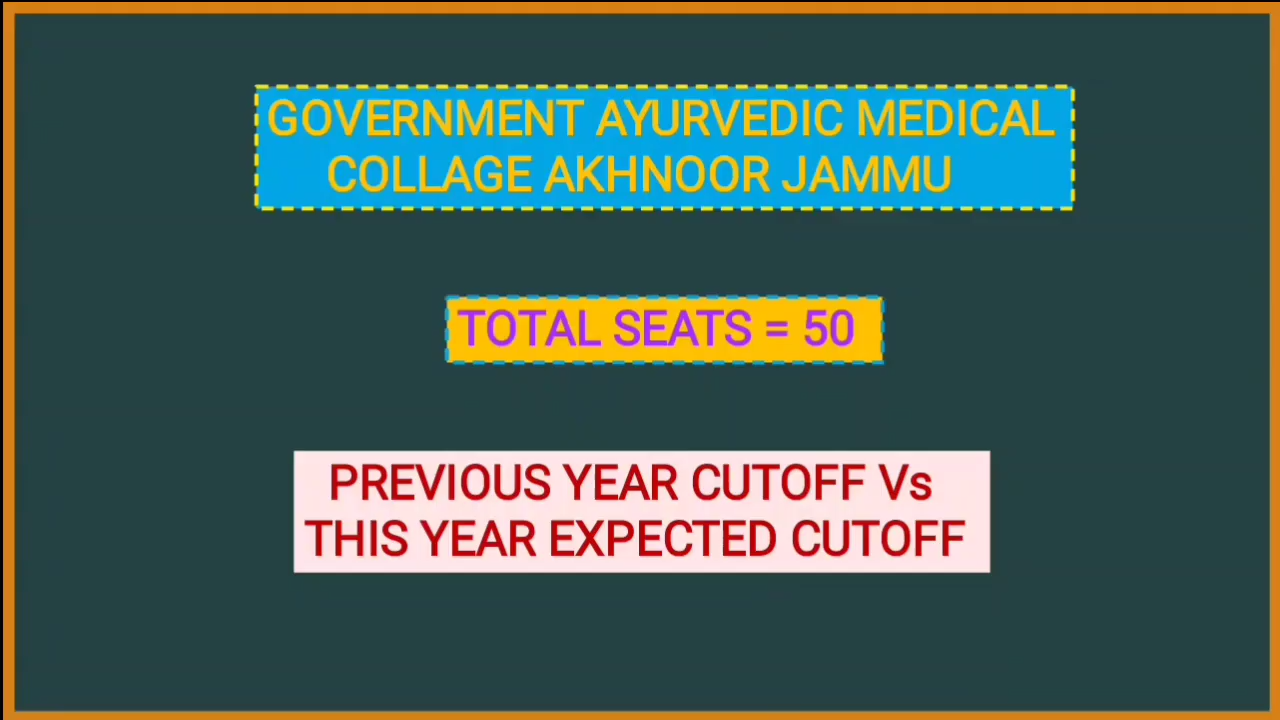 GOVERNMENT AYURVEDIC MEDICAL
COLLAGE AKHNOOR JAMMU
TOTAL SEATS = 50
PREVIOUS YEAR CUTOFF Vs
THIS YEAR EXPECTED CUTOFF